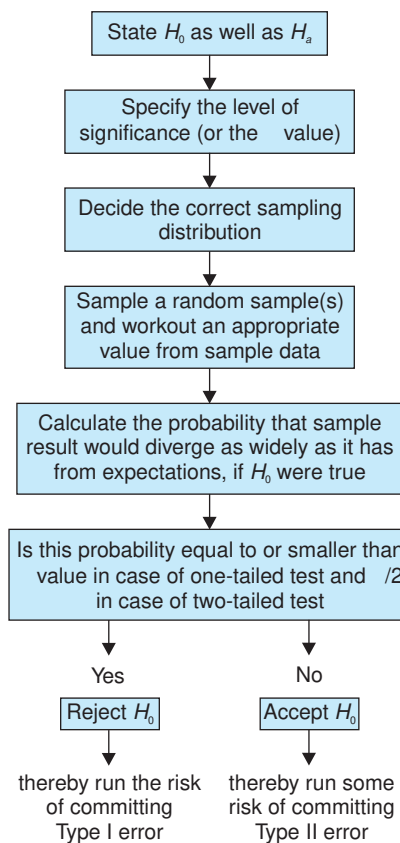 State H₀ as well as Hₐ
Specify the level of
significance (or the value)
Decide the correct sampling
distribution
Sample a random sample(s)
and workout an appropriate
value from sample data
Calculate the probability that sample
result would diverge as widely as it has
from expectations, if H₀ were true
Is this probability equal to or smaller than
value in case of one-tailed test and /2
in case of two-tailed test
Yes
No
Reject H₀
Accept H₀
thereby run the risk
of committing
Type I error
thereby run some
risk of committing
Type II error